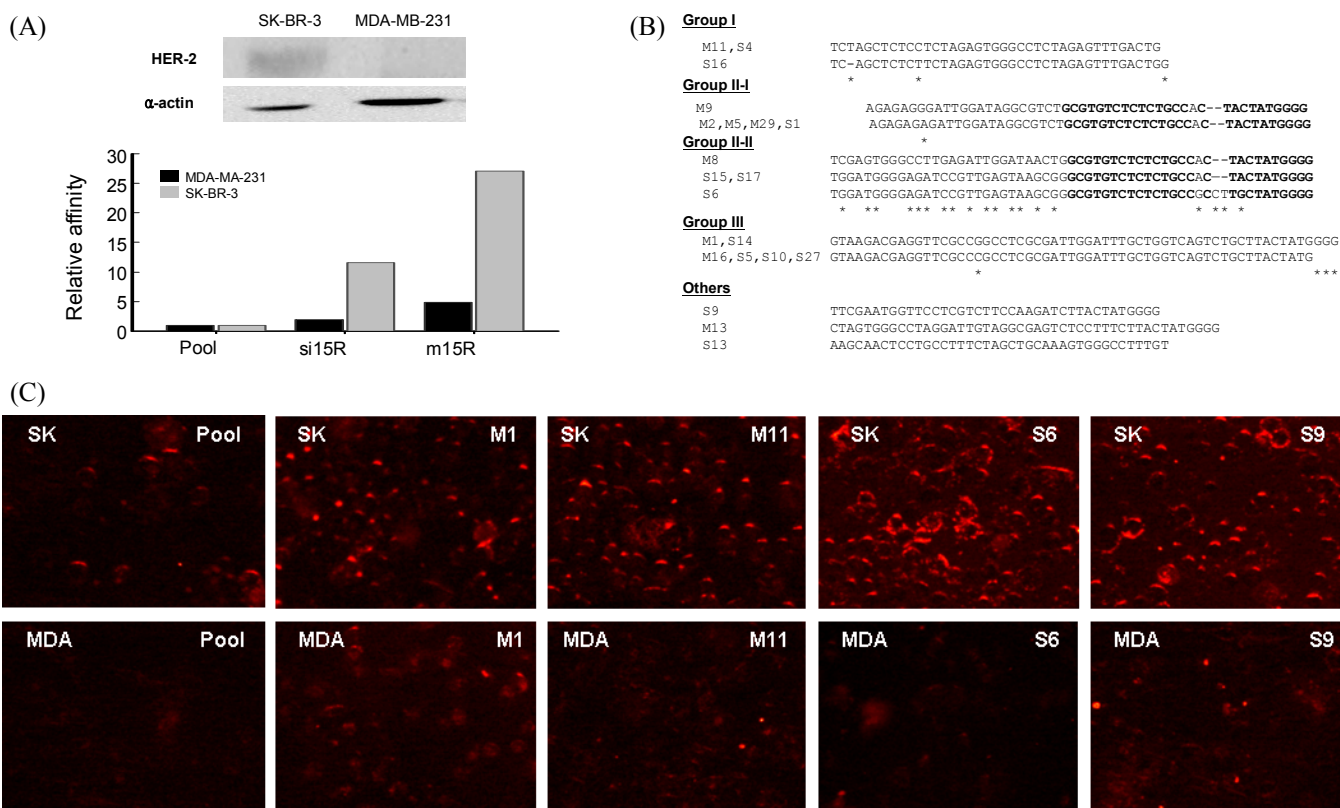 (A)
SK-BR-3 MDA-MB-231
HER-2
α-actin
30
25
20
15
10
5
0
Relative affinity
MDA-MA-231
SK-BR-3
Pool si15R m15R
(B)
Group I
M11,S4 TCTAGCTCTCCTCTAGAGTGGGCCTCTAGAGTTTGACTG
S16 TC-AGCTCTCTTCTAGAGTGGGCCTCTAGAGTTTGACTGG
* * *
Group II-I
M9 AGAGAGGGATTGGATAGGCGTCTGCGTGTCTCTCTGCCAC--TACTATGGGG
M2,M5,M29,S1 AGAGAGAGATTGGATAGGCGTCTGCGTGTCTCTCTGCCAC--TACTATGGGG
*
Group II-II
M8 TCGAGTGGGCCTTGAGATTGGATAACTGGCGTGTCTCTCTGCCAC--TACTATGGGG
S15,S17 TGGATGGGGAGATCCGTTGAGTAAGCGGGCGTGTCTCTCTGCCAC--TACTATGGGG
S6 TGGATGGGGAGATCCGTTGAGTAAGCGGGCGTGTCTCTCTGCCGCCTTGCTATGGGG
* ** *** ** * ** ** * * * ** *
Group III
M1,S14 GTAAGACGAGGTTCGCCGGCCTCGCGATTGGATTTGCTGGTCAGTCTGCTTACTATGGGG
M16,S5,S10,S27 GTAAGACGAGGTTCGCCCGCCTCGCGATTGGATTTGCTGGTCAGTCTGCTTACTATG
* ***
Others
S9 TTCGAATGGTTCCTCGTCTTCCAAGATCTTACTATGGGG
M13 CTAGTGGGCCTAGGATTGTAGGCGAGTCTCCTTTCTTACTATGGGG
S13 AAGCAACTCCTGCCTTTCTAGCTGCAAAGTGGGCCTTTGT
(C)
SK Pool SK M1 SK M11 SK S6 SK S9
MDA Pool MDA M1 MDA M11 MDA S6 MDA S9